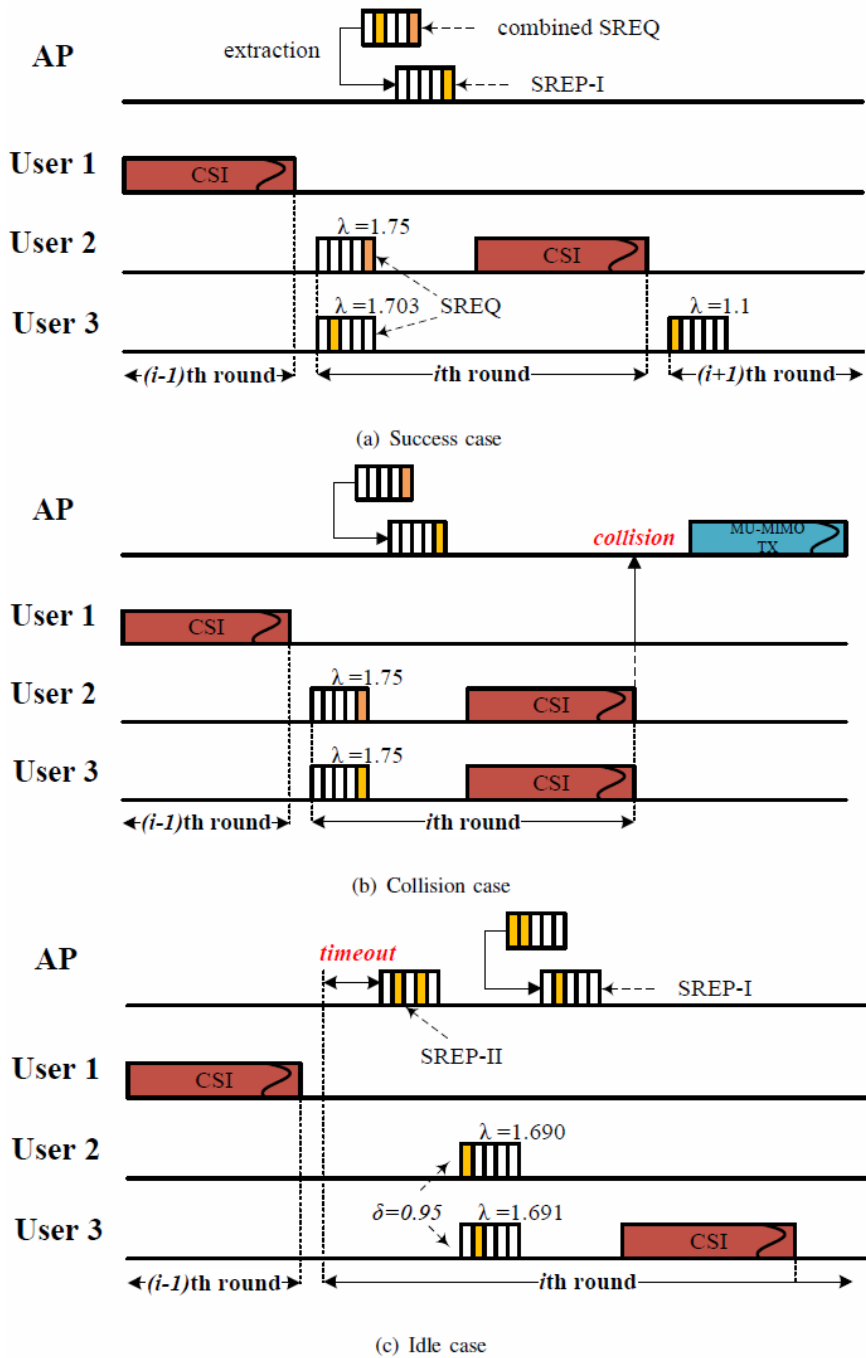 combined SREQ
extraction
AP
SREP-I
User 1
CSI
λ =1.75
User 2
CSI
λ =1.703
SREQ
λ =1.1
User 3
(i-1)th round
ith round
(i+1)th round
(a) Success case
AP
collision
MU-MIMO
TX
User 1
CSI
λ =1.75
User 2
CSI
λ =1.75
User 3
CSI
(i-1)th round
ith round
(b) Collision case
timeout
AP
SREP-I
SREP-II
User 1
CSI
λ =1.690
User 2
δ=0.95
λ =1.691
User 3
CSI
(i-1)th round
ith round
(c) Idle case